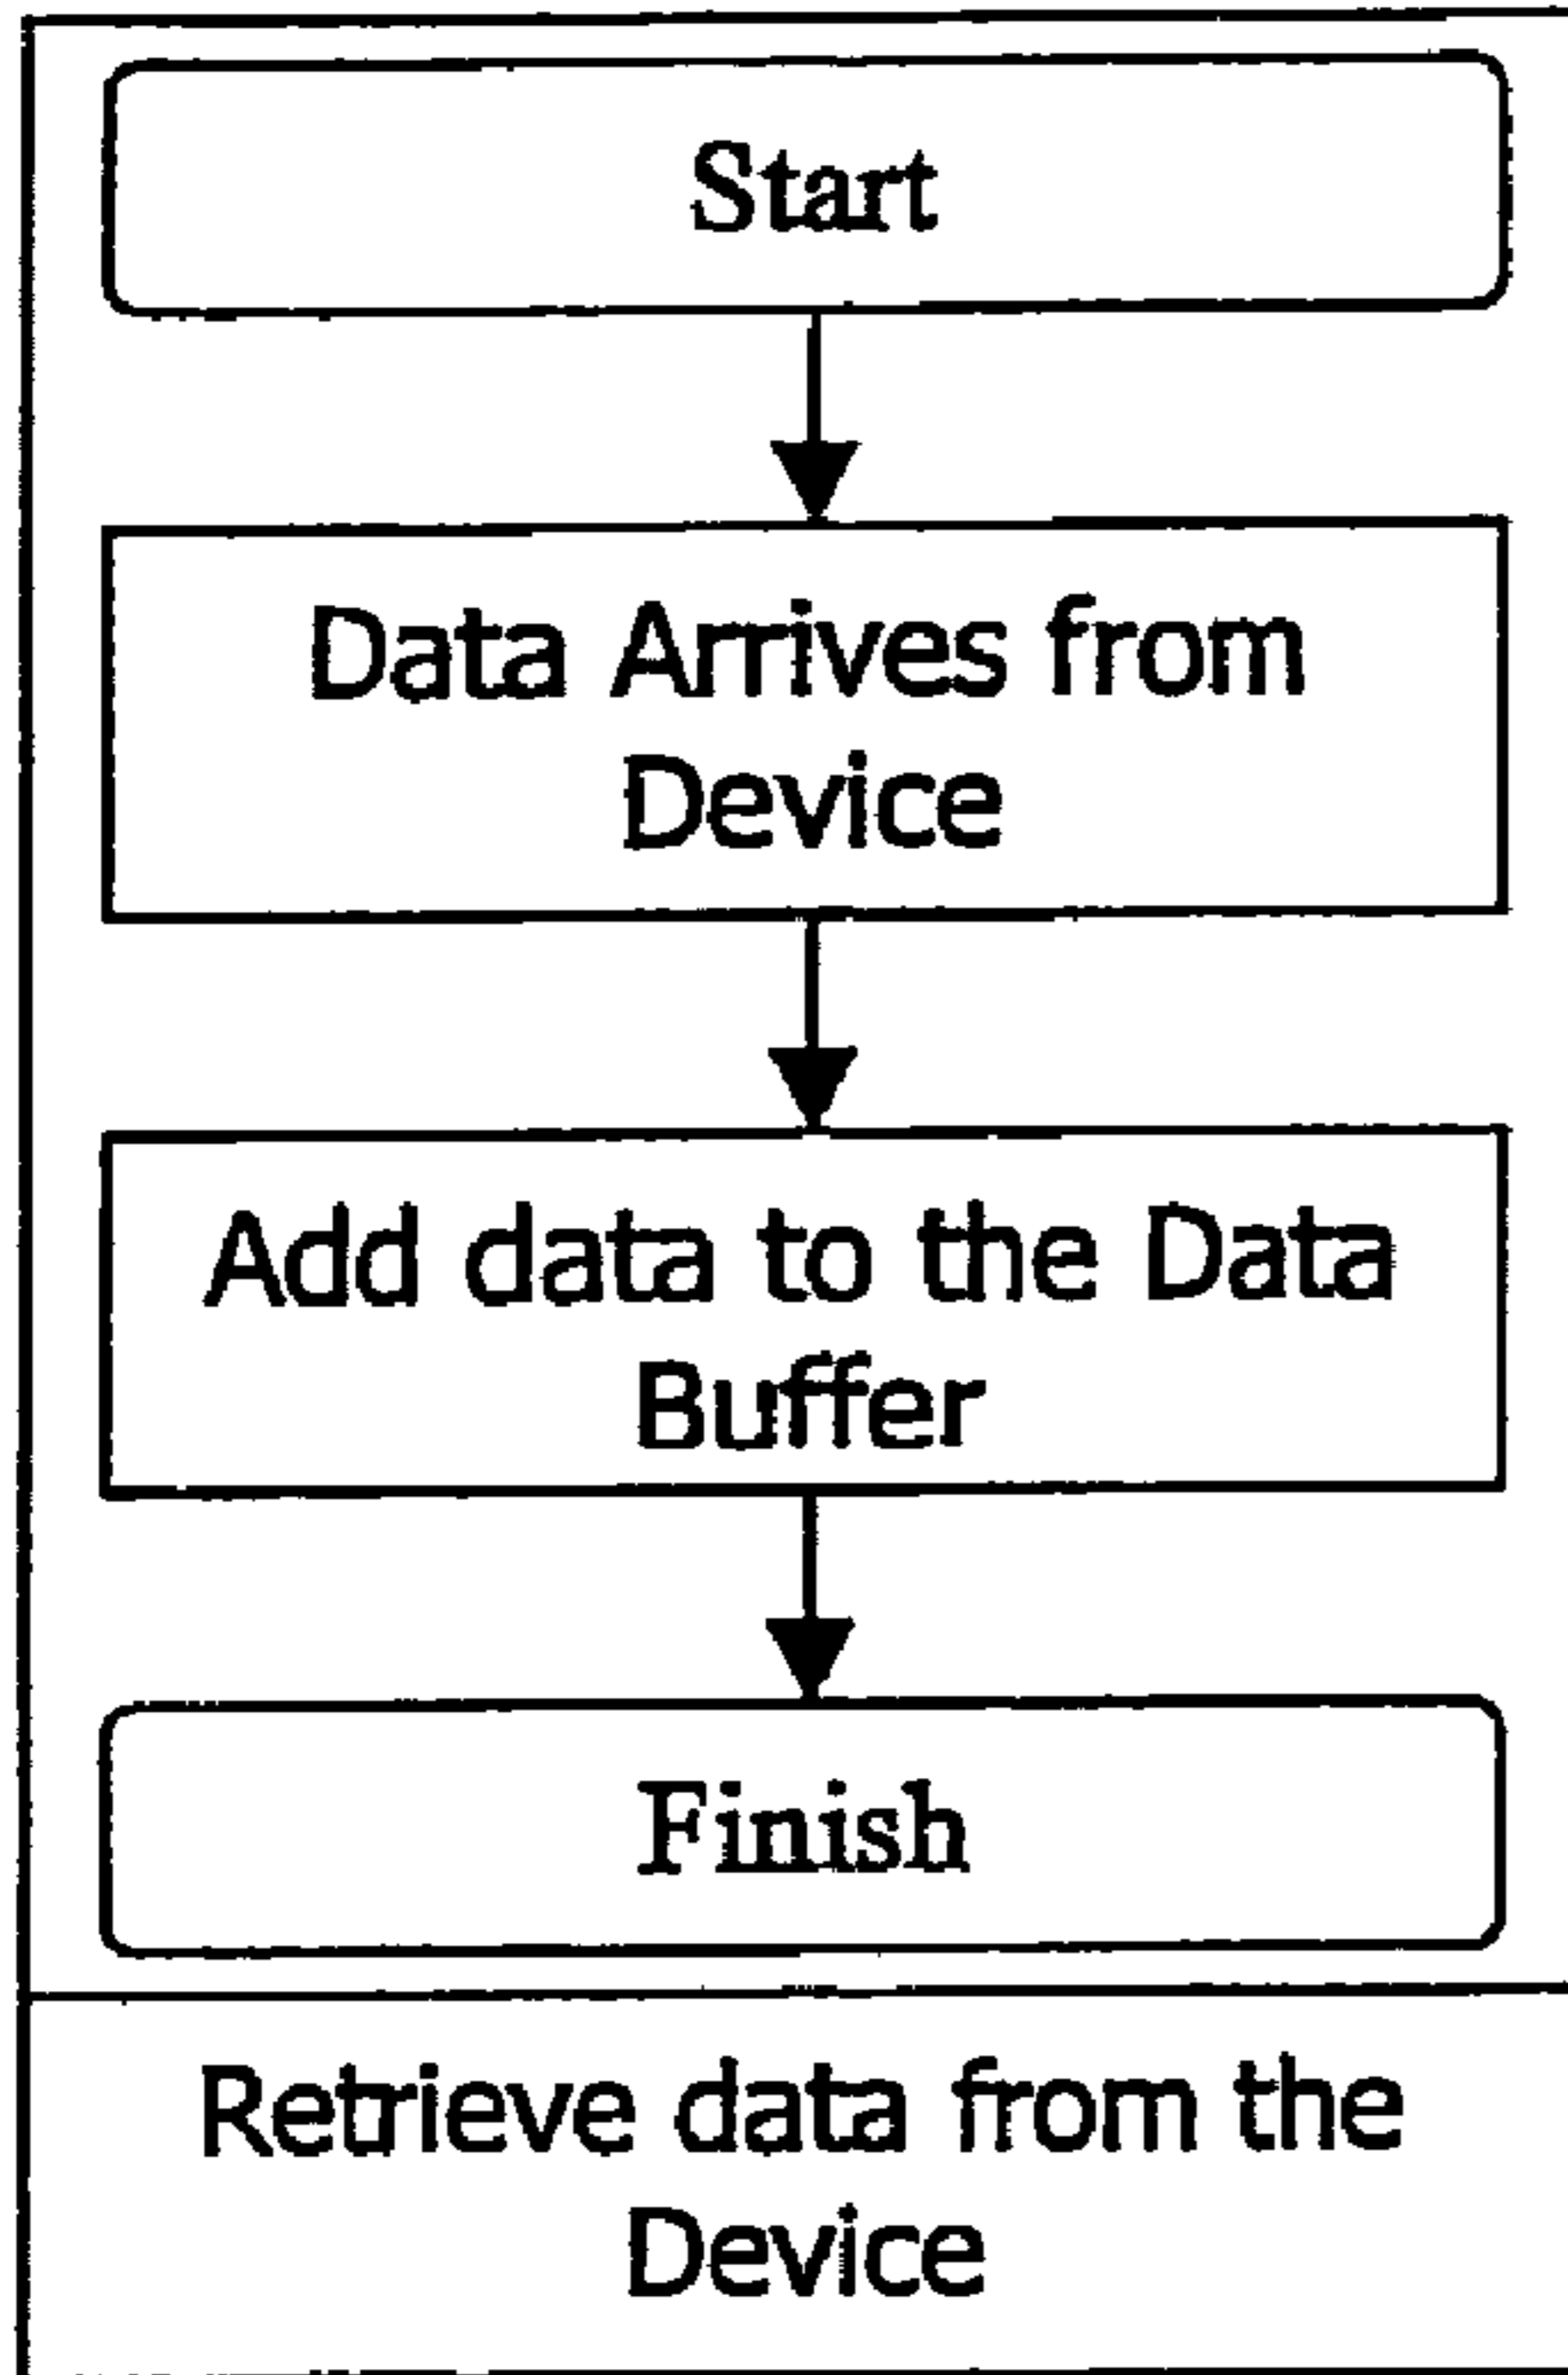 Start
Data Arrives from
Device
Add data to the Data
Buffer
Finish
Retrieve data from the
Device